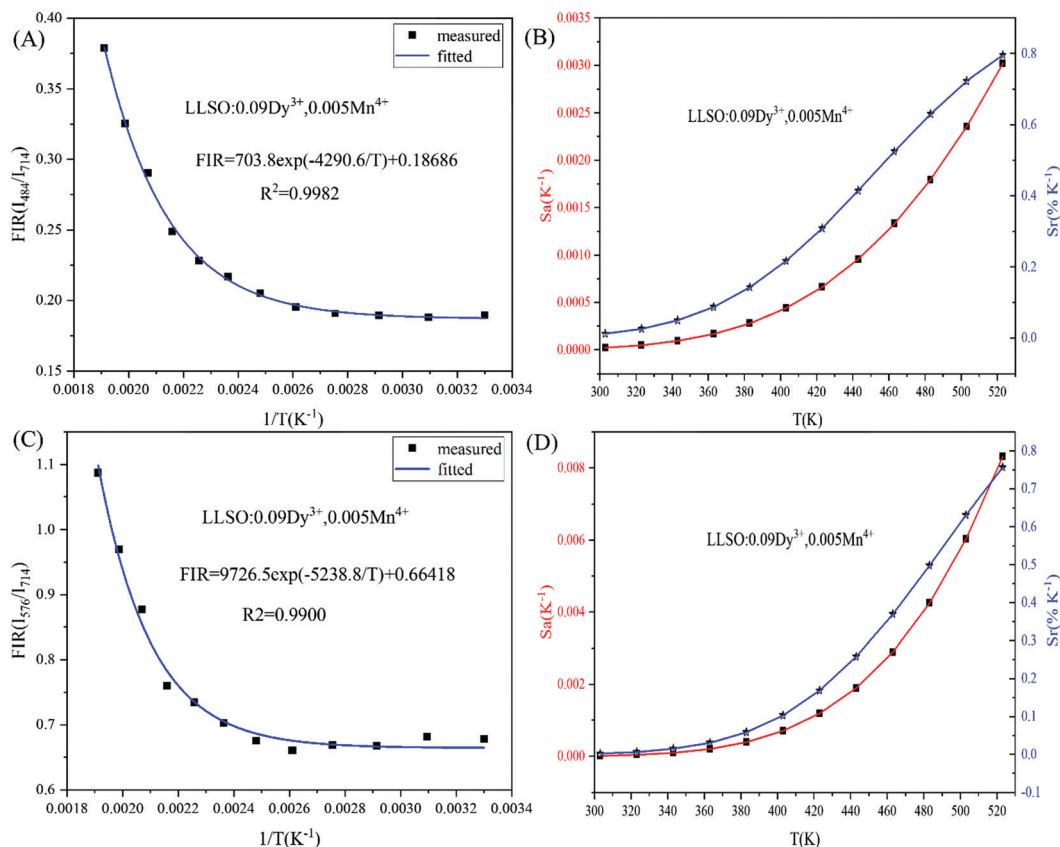 (A)
0.40
0.35
0.30
0.25
0.20
0.15
FIR(I484/I714)
measured
fitted
LLSO:0.09Dy3+,0.005Mn4+
FIR=703.8exp(-4290.6/T)+0.18686
R2=0.9982
0.0018 0.0020 0.0022 0.0024 0.0026 0.0028 0.0030 0.0032 0.0034
1/T(K-1)
(B)
0.0035
0.0030
0.0025
0.0020
0.0015
0.0010
0.0005
0.0000
Sa(K-1)
LLSO:0.09Dy3+,0.005Mn4+
0.8
0.6
0.4
0.2
0.0
Sr(% K-1)
300 320 340 360 380 400 420 440 460 480 500 520
T(K)
(C)
1.1
1.0
0.9
0.8
0.7
0.6
FIR(I576/I714)
measured
fitted
LLSO:0.09Dy3+,0.005Mn4+
FIR=9726.5exp(-5238.8/T)+0.66418
R2=0.9900
0.0018 0.0020 0.0022 0.0024 0.0026 0.0028 0.0030 0.0032 0.0034
1/T(K-1)
(D)
0.008
0.006
0.004
0.002
0.000
Sa(K-1)
LLSO:0.09Dy3+,0.005Mn4+
0.8
0.7
0.6
0.5
0.4
0.3
0.2
0.1
0.0
-0.1
Sr(% K-1)
300 320 340 360 380 400 420 440 460 480 500 520
T(K)